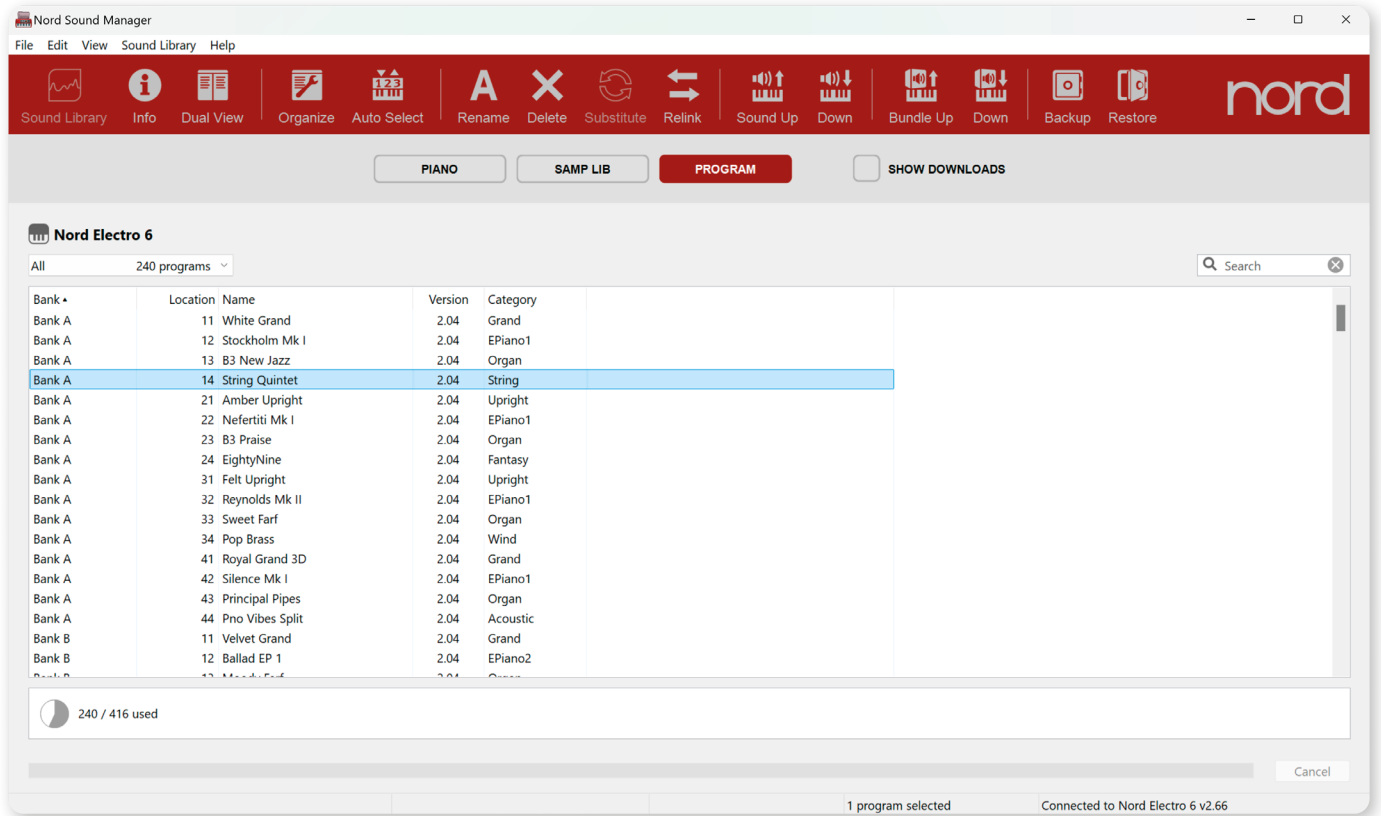 Nord Sound Manager
File Edit View Sound Library Help
Sound Library Info Dual View Organize 123 Auto Select A Rename Delete Substitute Relink Sound Up Down Bundle Up Down Backup Restore nord
PIANO SAMP LIB PROGRAM SHOW DOWNLOADS
Nord Electro 6
All 240 programs Search
Bank Location Name Version Category
Bank A 11 White Grand 2.04 Grand
Bank A 12 Stockholm Mk I 2.04 EPiano1
Bank A 13 B3 New Jazz 2.04 Organ
Bank A 14 String Quintet 2.04 String
Bank A 21 Amber Upright 2.04 Upright
Bank A 22 Nefertiti Mk I 2.04 EPiano1
Bank A 23 B3 Praise 2.04 Organ
Bank A 24 EightyNine 2.04 Fantasy
Bank A 31 Felt Upright 2.04 Upright
Bank A 32 Reynolds Mk II 2.04 EPiano1
Bank A 33 Sweet Farf 2.04 Organ
Bank A 34 Pop Brass 2.04 Wind
Bank A 41 Royal Grand 3D 2.04 Grand
Bank A 42 Silence Mk I 2.04 EPiano1
Bank A 43 Principal Pipes 2.04 Organ
Bank A 44 Pno Vibes Split 2.04 Acoustic
Bank B 11 Velvet Grand 2.04 Grand
Bank B 12 Ballad EP 1 2.04 EPiano2
240 / 416 used
Cancel
1 program selected Connected to Nord Electro 6 v2.66